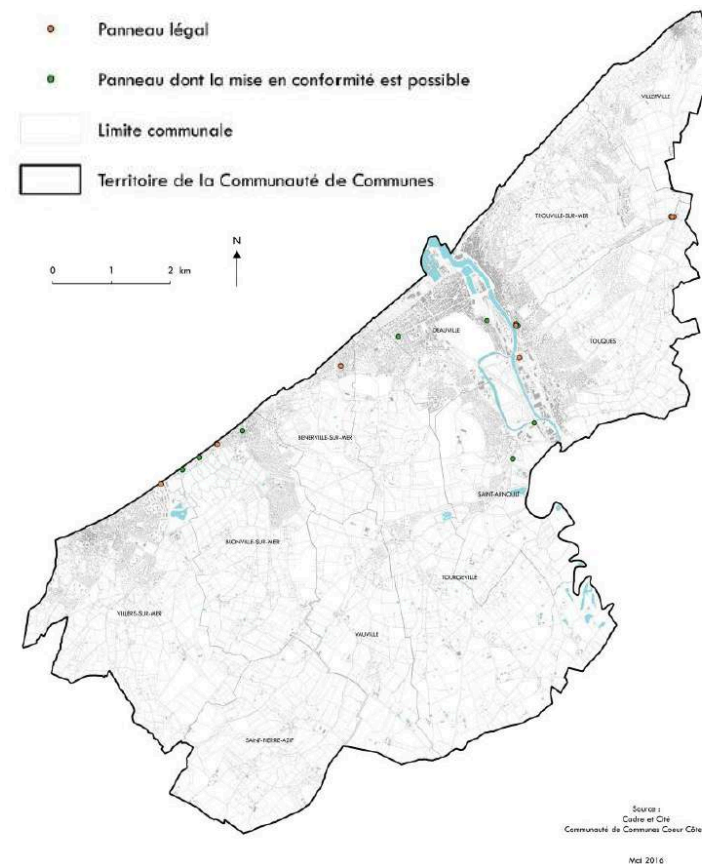 Panneau légal
Panneau dont la mise en conformité est possible
Limite communale
Territoire de la Communauté de Communes
N
0 1 2 km
VILLERVILLE
TROUVILLE-SUR-MER
DEAUVILLE
TOUQUES
BENERVILLE-SUR-MER
SAINT-ARNOULT
BLONVILLE-SUR-MER
TOURGEVILLE
VILLERS-SUR-MER
VAUVILLE
SAINT-PIERRE-AZIF
Source :
Cadre et Cité
Communauté de Communes Coeur Côte
Mai 2016